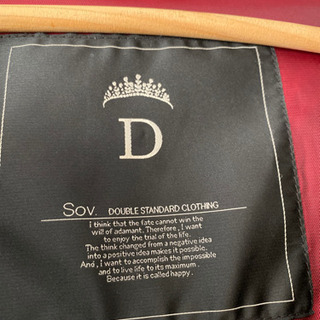 D
Sov. DOUBLE STANDARD CLOTHING
I think that the fate cannot win the
will of adamant. Therefore, I want
to enjoy the trial of the life.
The think changed from a negative idea
into a positive idea makes it possible.
And, I want to accomplish the impossible
and to live life to its maximum.
Because it is called happy.